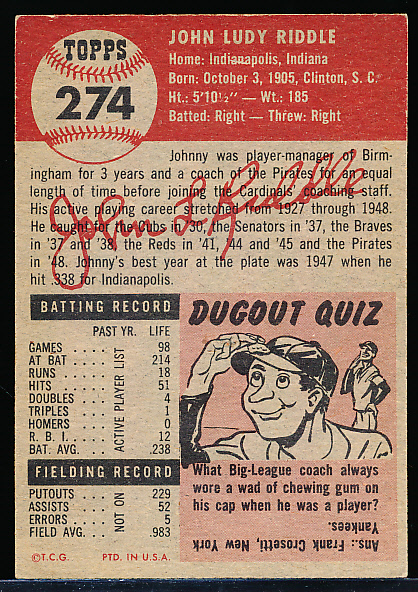 TOPPS
274
JOHN LUDY RIDDLE
Home: Indianapolis, Indiana
Born: October 3, 1905, Clinton, S. C.
Ht.: 5'10½" — Wt.: 185
Batted: Right — Threw: Right
Johnny was player-manager of Birm-
ingham for 3 years and a coach of the Pirates for an
equal length of time before joining the Cardinals' coaching staff.
His active playing career stretched from 1927 through 1948.
He caught for the Cubs in '30, the Senators in '37, the Braves
in '37 and '38, the Reds in '41, '44 and '45 and the Pirates
in '48. Johnny's best year at the plate was 1947 when he
hit .338 for Indianapolis.
John L Riddle
BATTING RECORD
PAST YR. LIFE
GAMES . . . . 98
AT BAT . . . . 214
RUNS . . . . 18
HITS . . . . 51
DOUBLES . . . . 4
TRIPLES . . . . 1
HOMERS . . . . 0
R. B. I. . . . . 12
BAT. AVG. . . . .238
FIELDING RECORD
PUTOUTS . . . . 229
ASSISTS . . . . 52
ERRORS . . . . 5
FIELD AVG. . . . .983
NOT ON ACTIVE PLAYER LIST
©T.C.G. PTD. IN U.S.A.
DUGOUT QUIZ
What Big-League coach always
wore a wad of chewing gum on
his cap when he was a player?
Ans.: Frank Crosetti, New York
Yankees.